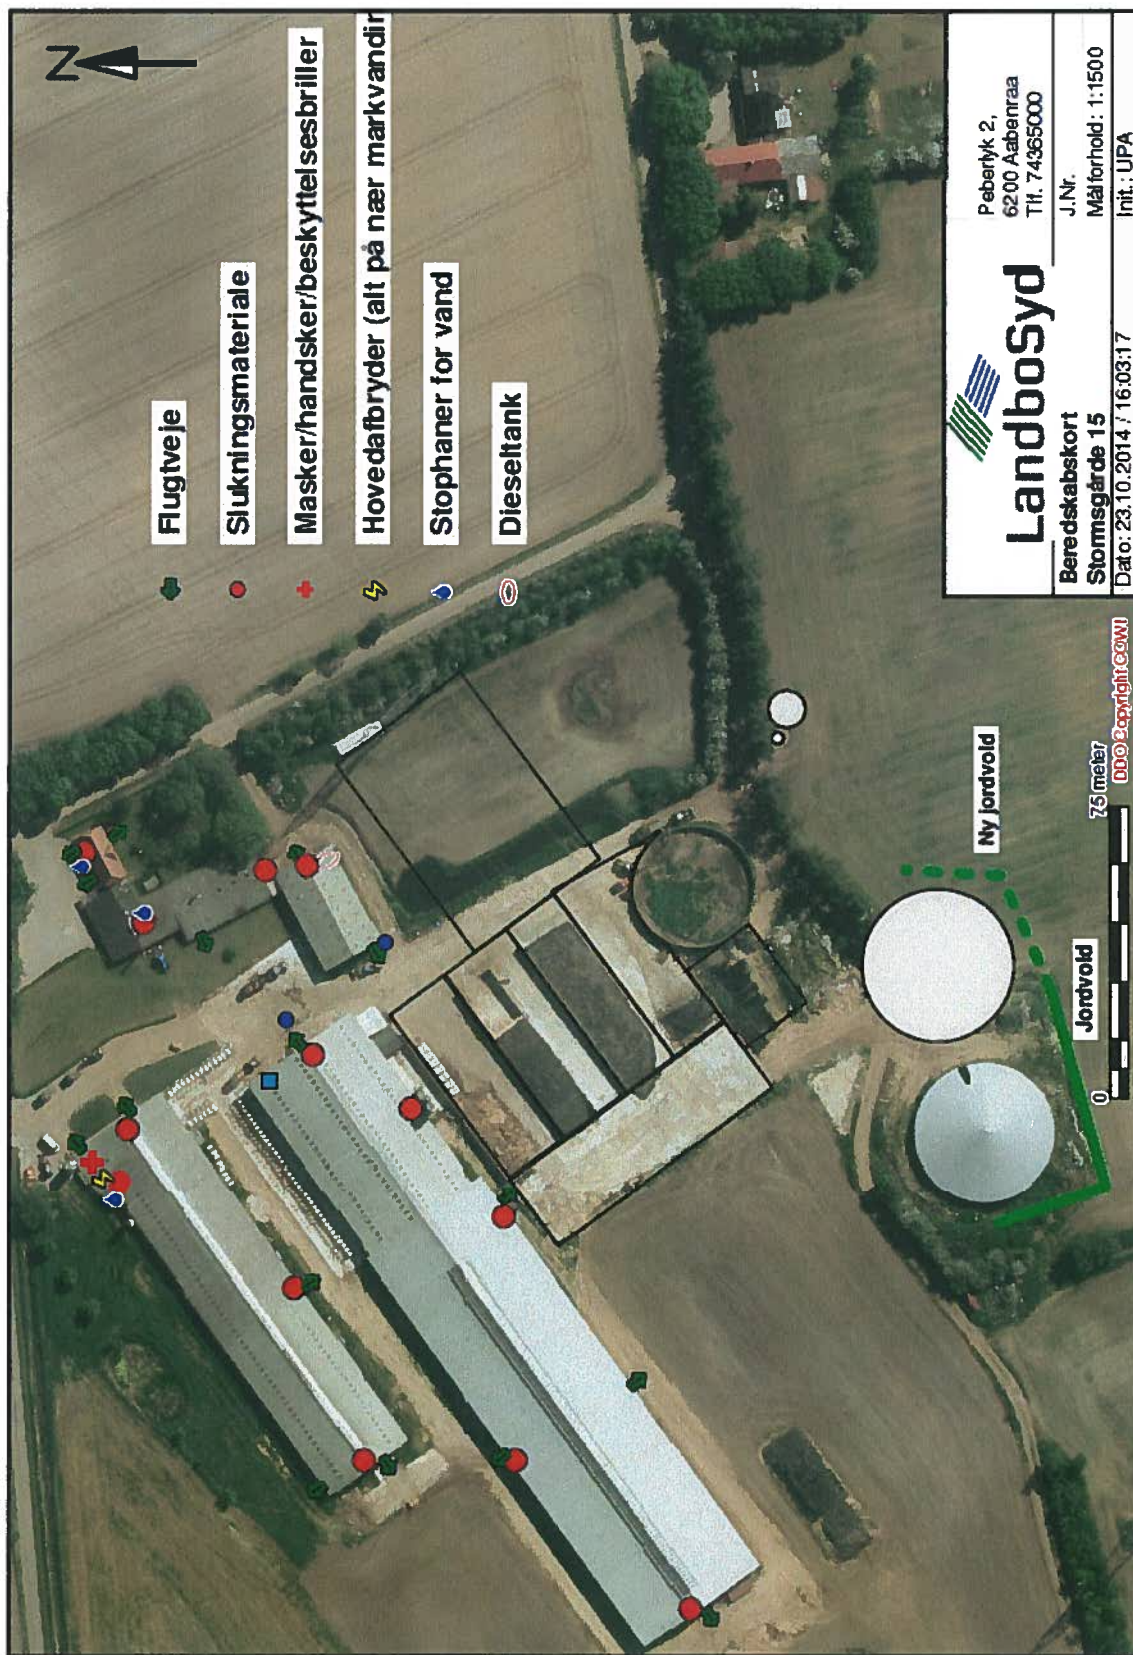 N
Flugtveje
Slukningsmateriale
Masker/handsker/beskyttelsesbriller
Hovedafbryder (alt på nær markvandir
Stophaner for vand
Dieseltank
Ny jordvold
Jordvold
0
75 meter
DDO Copyright COWI
LandboSyd
Peberlyk 2,
6200 Aabenraa
Tlf. 74365000
Beredskabskort
J.Nr.
Stormsgårde 15
Målforhold : 1:1500
Dato: 23.10.2014 / 16:03:17
Init.: UPA